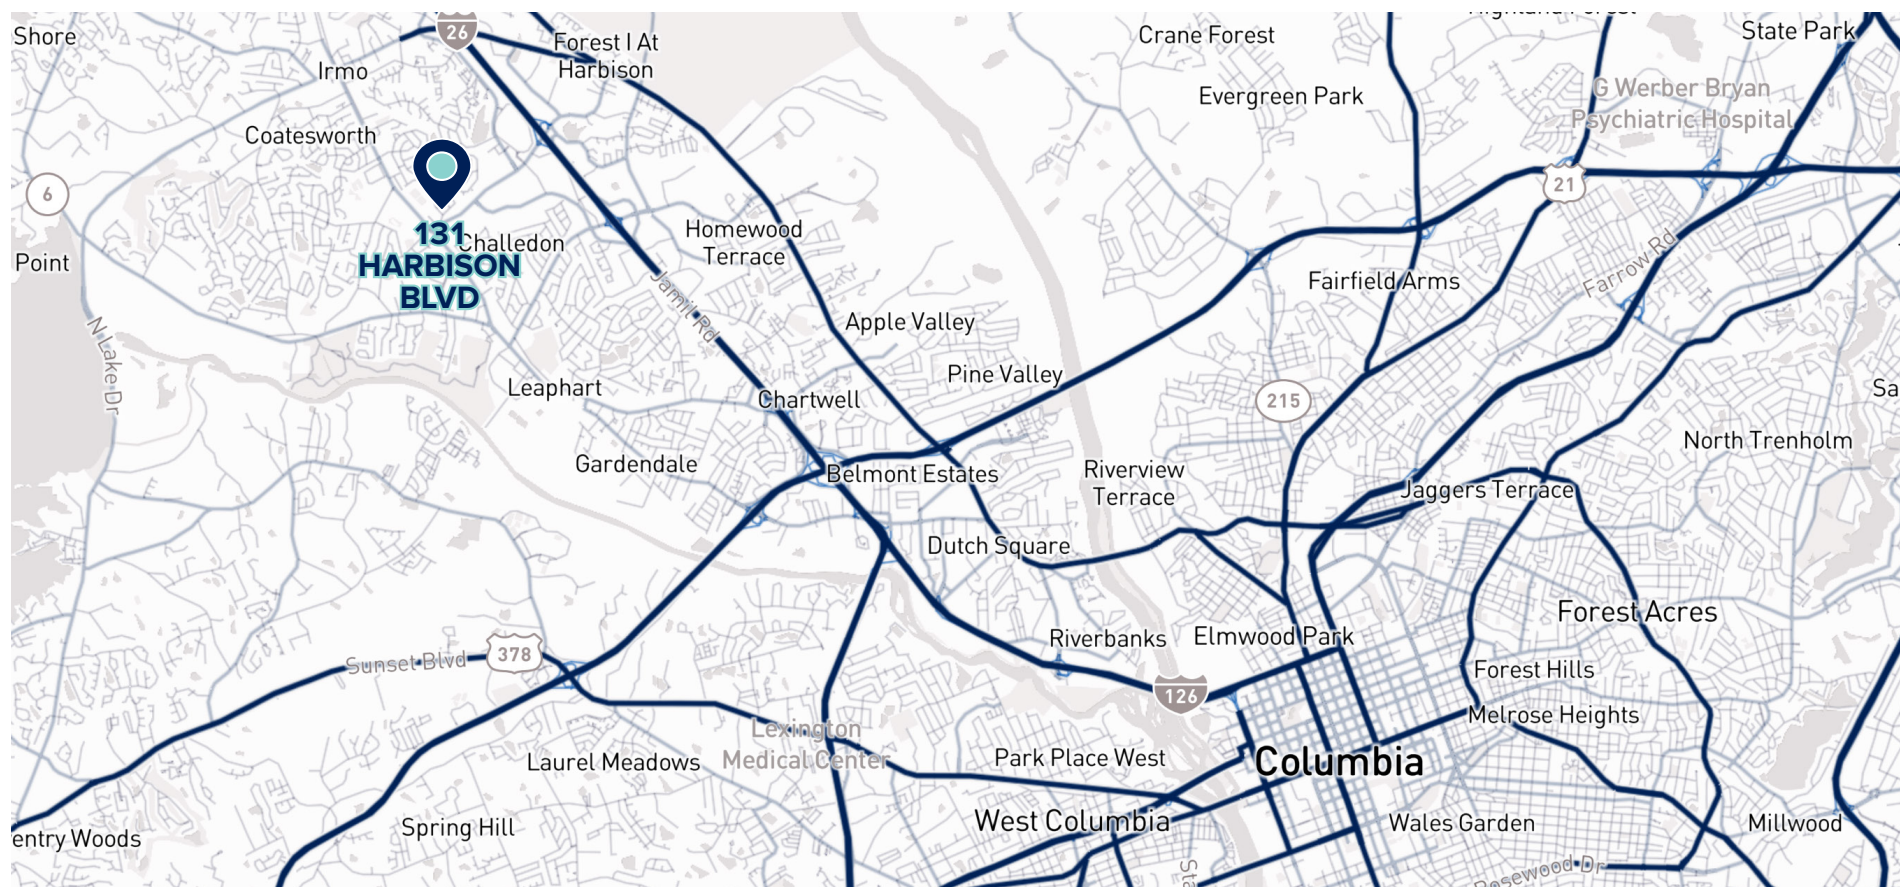 Shore
26
Forest I At
Harbison
Crane Forest
State Park
Irmo
Evergreen Park
G Werber Bryan
Psychiatric Hospital
Coatesworth
6
21
131
HARBISON
BLVD
Challedon
Homewood
Terrace
Point
Farrow Rd
Fairfield Arms
Jamil Rd
Apple Valley
N Lake Dr
Pine Valley
Leaphart
Chartwell
215
Sa
North Trenholm
Gardendale
Belmont Estates
Riverview
Terrace
Jaggers Terrace
Dutch Square
Forest Acres
Riverbanks
Elmwood Park
Sunset Blvd
378
Forest Hills
126
Melrose Heights
Lexington
Medical Center
Laurel Meadows
Park Place West
Columbia
West Columbia
Wales Garden
Millwood
Spring Hill
entry Woods
Sta
Rosewood Dr